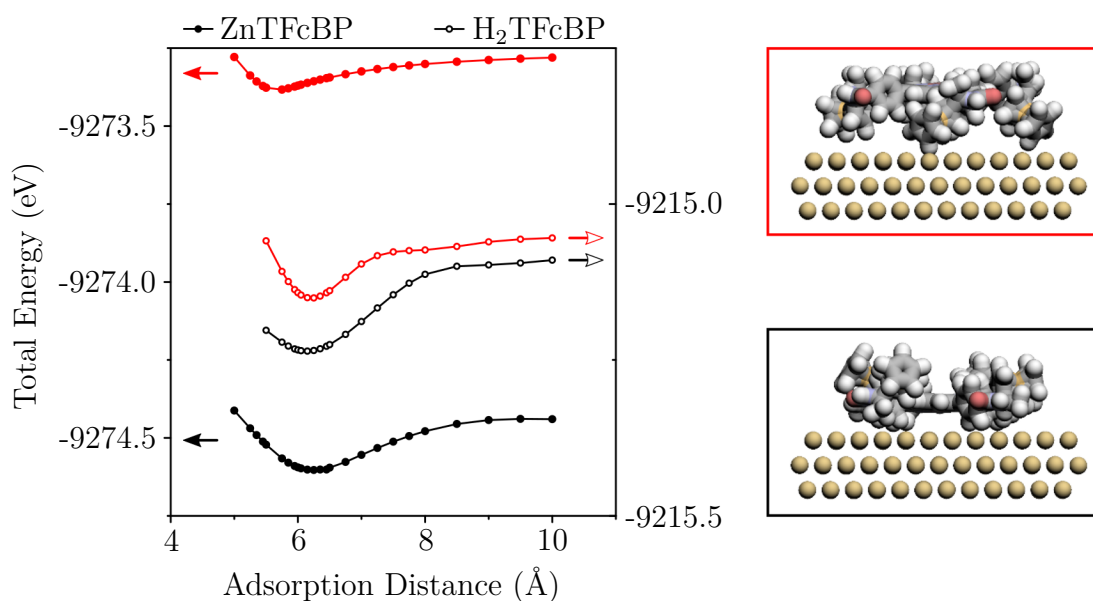 ZnTFcBP
H₂TFcBP
-9273.5
-9274.0
-9274.5
Total Energy (eV)
-9215.0
-9215.5
4
6
8
10
Adsorption Distance (Å)